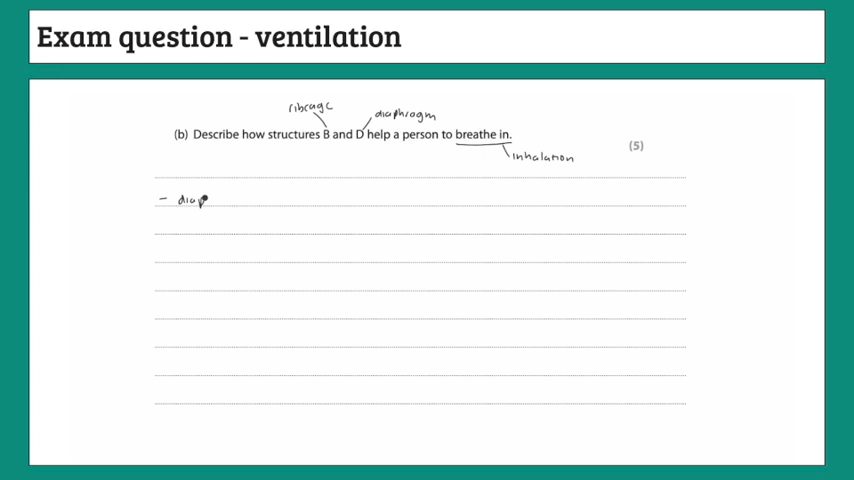 Exam question - ventilation
ribcage
diaphragm
(b) Describe how structures B and D help a person to breathe in.
(5)
inhalation
- diap